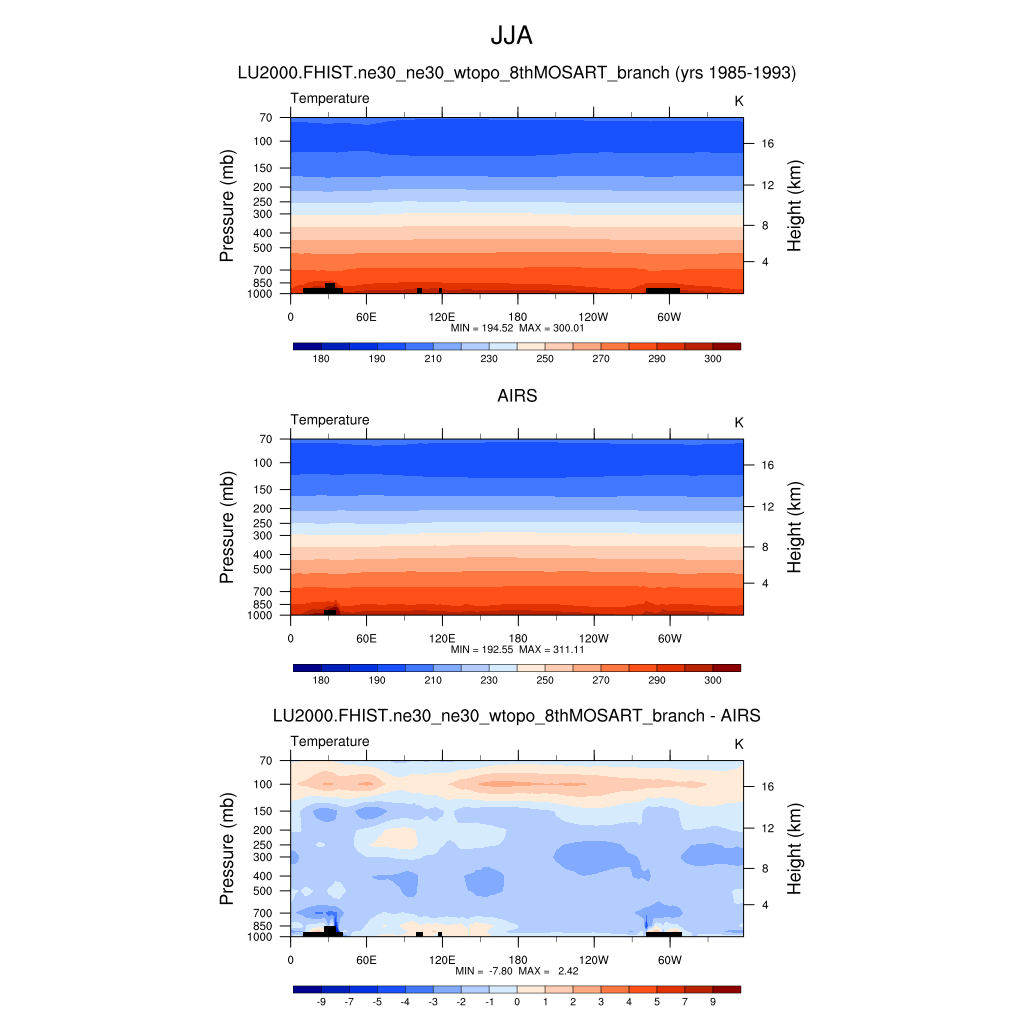 JJA
LU2000.FHIST.ne30_ne30_wtopo_8thMOSART_branch (yrs 1985-1993)
Temperature K
Pressure (mb)
70
100
150
200
250
300
400
500
700
850
1000
16
12
8
4
Height (km)
0 60E 120E 180 120W 60W
MIN = 194.52 MAX = 300.01
180 190 210 230 250 270 290 300
AIRS
Temperature K
Pressure (mb)
70
100
150
200
250
300
400
500
700
850
1000
16
12
8
4
Height (km)
0 60E 120E 180 120W 60W
MIN = 192.55 MAX = 311.11
180 190 210 230 250 270 290 300
LU2000.FHIST.ne30_ne30_wtopo_8thMOSART_branch - AIRS
Temperature K
Pressure (mb)
70
100
150
200
250
300
400
500
700
850
1000
16
12
8
4
Height (km)
0 60E 120E 180 120W 60W
MIN = -7.80 MAX = 2.42
-9 -7 -5 -4 -3 -2 -1 0 1 2 3 4 5 7 9